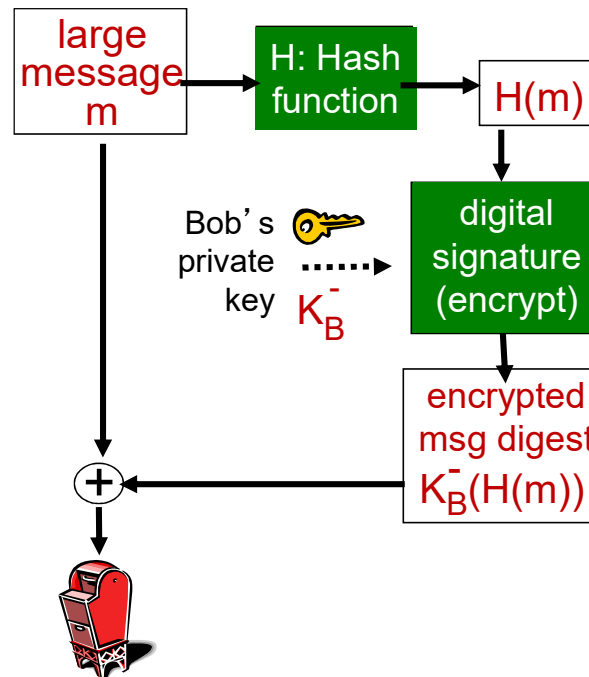 large
message
m
H: Hash
function
H(m)
Bob's
private
key
K_B^-
digital
signature
(encrypt)
encrypted
msg digest
K_B^-(H(m))
+